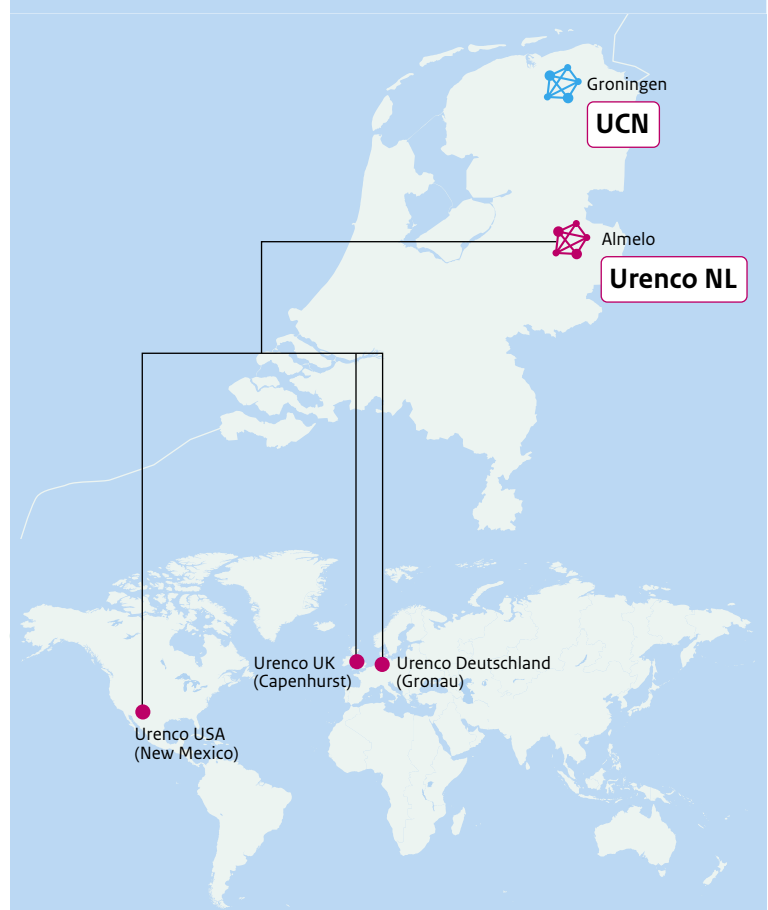 Groningen
UCN
Almelo
Urenco NL
Urenco UK
(Capenhurst)
Urenco Deutschland
(Gronau)
Urenco USA
(New Mexico)